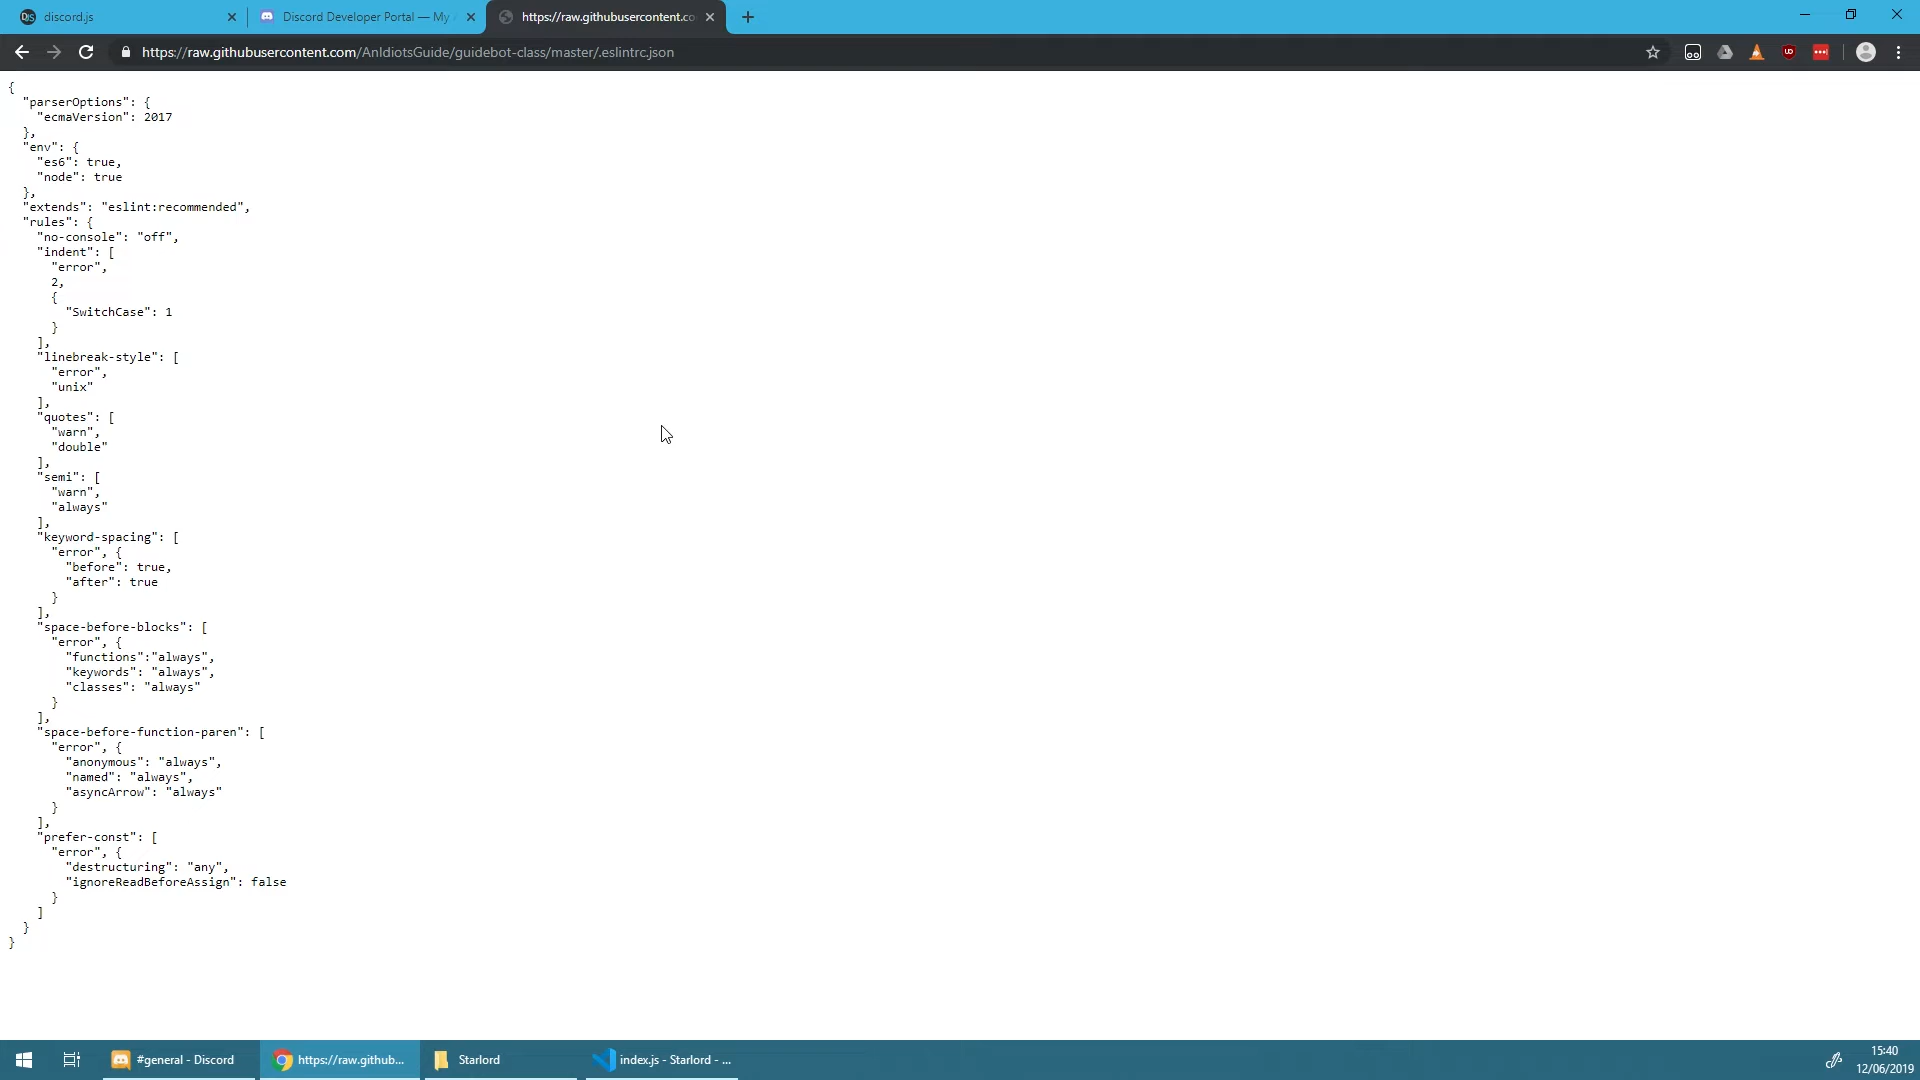 discord.js
Discord Developer Portal — My
https://raw.githubusercontent.co
https://raw.githubusercontent.com/AnIdiotsGuide/guidebot-class/master/.eslintrc.json
{
  "parserOptions": {
    "ecmaVersion": 2017
  },
  "env": {
    "es6": true,
    "node": true
  },
  "extends": "eslint:recommended",
  "rules": {
    "no-console": "off",
    "indent": [
      "error",
      2,
      {
        "SwitchCase": 1
      }
    ],
    "linebreak-style": [
      "error",
      "unix"
    ],
    "quotes": [
      "warn",
      "double"
    ],
    "semi": [
      "warn",
      "always"
    ],
    "keyword-spacing": [
      "error", {
        "before": true,
        "after": true
      }
    ],
    "space-before-blocks": [
      "error", {
        "functions":"always",
        "keywords": "always",
        "classes": "always"
      }
    ],
    "space-before-function-paren": [
      "error", {
        "anonymous": "always",
        "named": "always",
        "asyncArrow": "always"
      }
    ],
    "prefer-const": [
      "error", {
        "destructuring": "any",
        "ignoreReadBeforeAssign": false
      }
    ]
  }
}
#general - Discord
https://raw.github...
Starlord
index.js - Starlord - ...
15:40
12/06/2019